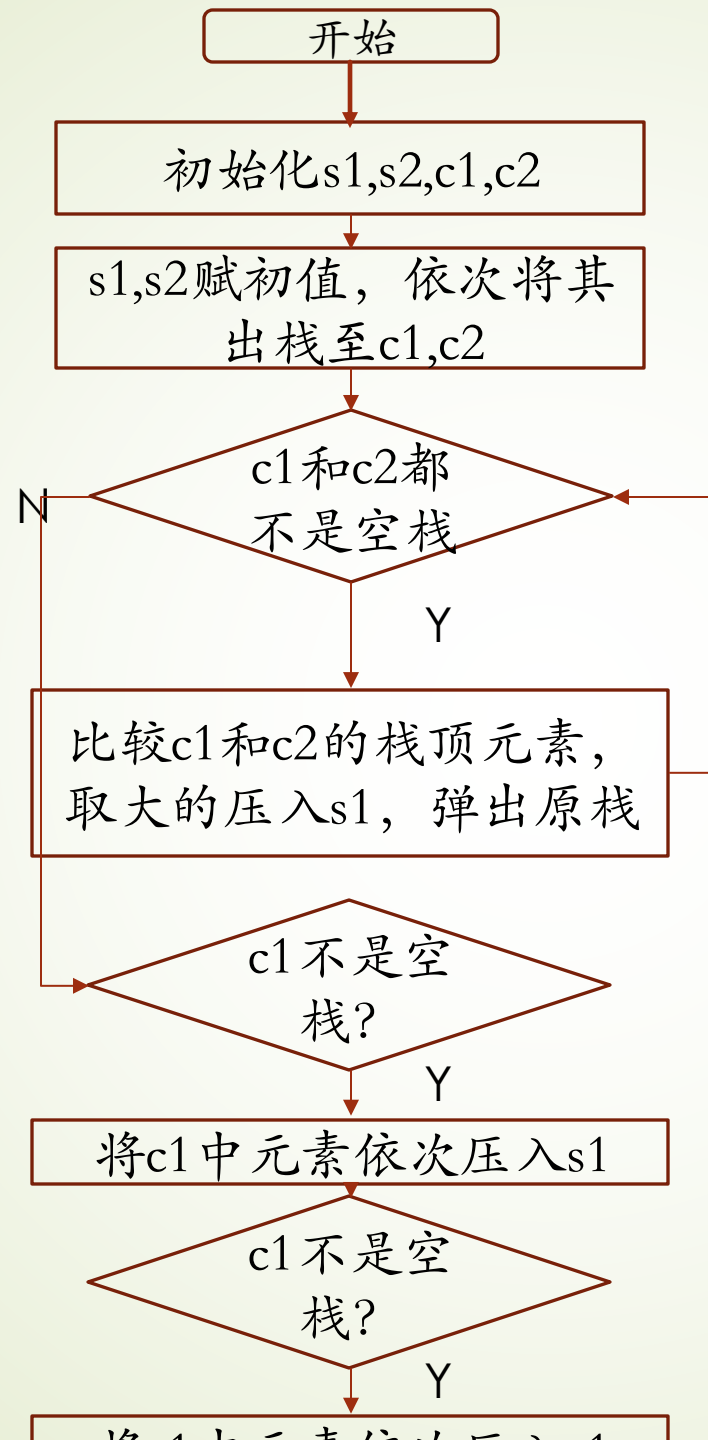 开始
初始化s1,s2,c1,c2
s1,s2赋初值，依次将其
出栈至c1,c2
c1和c2都
不是空栈
N
Y
比较c1和c2的栈顶元素，
取大的压入s1，弹出原栈
c1不是空
栈？
Y
将c1中元素依次压入s1
c1不是空
栈？
Y